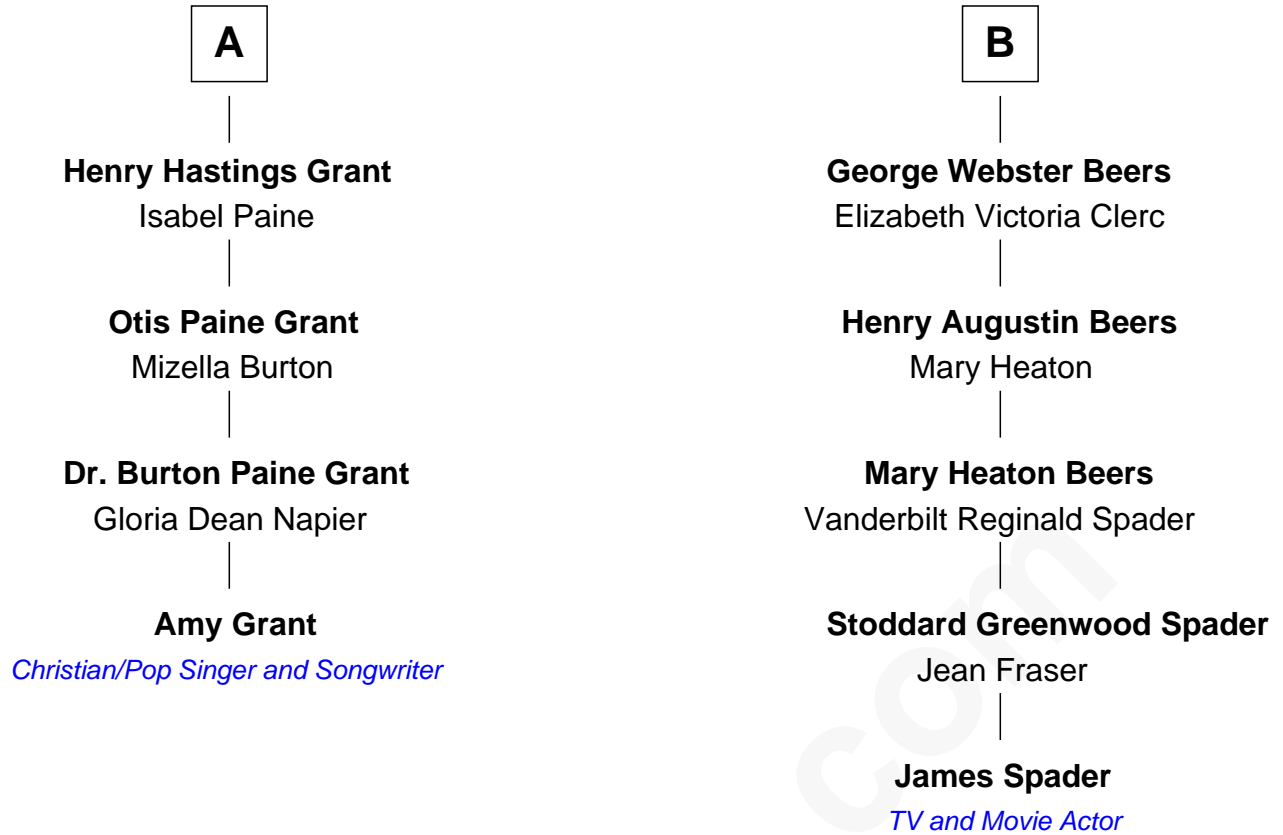 A
Henry Hastings Grant
Isabel Paine
Otis Paine Grant
Mizella Burton
Dr. Burton Paine Grant
Gloria Dean Napier
Amy Grant
Christian/Pop Singer and Songwriter
B
George Webster Beers
Elizabeth Victoria Clerc
Henry Augustin Beers
Mary Heaton
Mary Heaton Beers
Vanderbilt Reginald Spader
Stoddard Greenwood Spader
Jean Fraser
James Spader
TV and Movie Actor
com